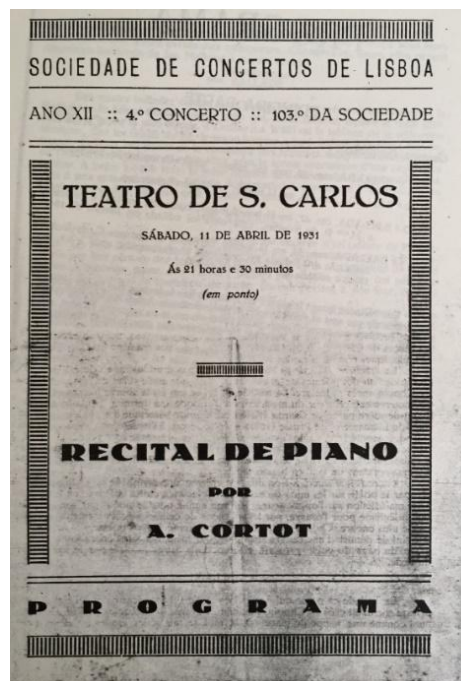 SOCIEDADE DE CONCERTOS DE LISBOA
ANO XII :: 4.º CONCERTO :: 103.º DA SOCIEDADE
TEATRO DE S. CARLOS
SÁBADO, 11 DE ABRIL DE 1931
Ás 21 horas e 30 minutos
(em ponto)
RECITAL DE PIANO
POR
A. CORTOT
PROGRAMA